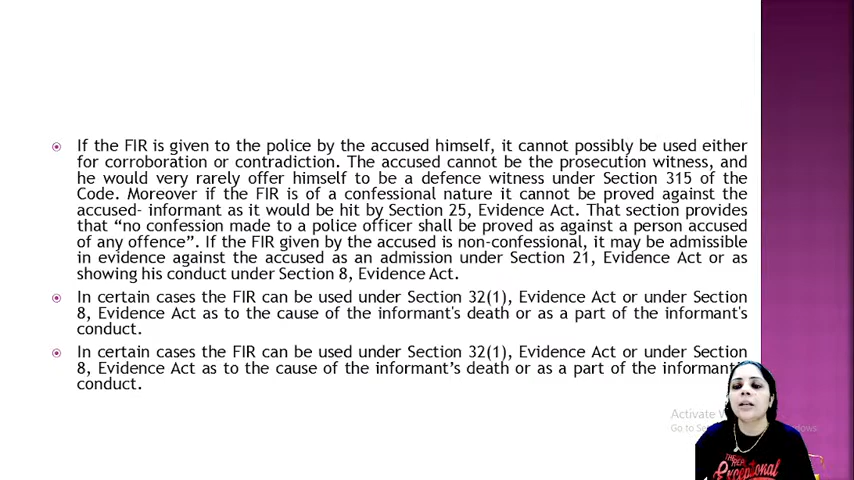 If the FIR is given to the police by the accused himself, it cannot possibly be used either
for corroboration or contradiction. The accused cannot be the prosecution witness, and
he would very rarely offer himself to be a defence witness under Section 315 of the
Code. Moreover if the FIR is of a confessional nature it cannot be proved against the
accused- informant as it would be hit by Section 25, Evidence Act. That section provides
that “no confession made to a police officer shall be proved as against a person accused
of any offence”. If the FIR given by the accused is non-confessional, it may be admissible
in evidence against the accused as an admission under Section 21, Evidence Act or as
showing his conduct under Section 8, Evidence Act.
In certain cases the FIR can be used under Section 32(1), Evidence Act or under Section
8, Evidence Act as to the cause of the informant's death or as a part of the informant's
conduct.
In certain cases the FIR can be used under Section 32(1), Evidence Act or under Section
8, Evidence Act as to the cause of the informant’s death or as a part of the informant
conduct.
Activate
Go to
Exceptional